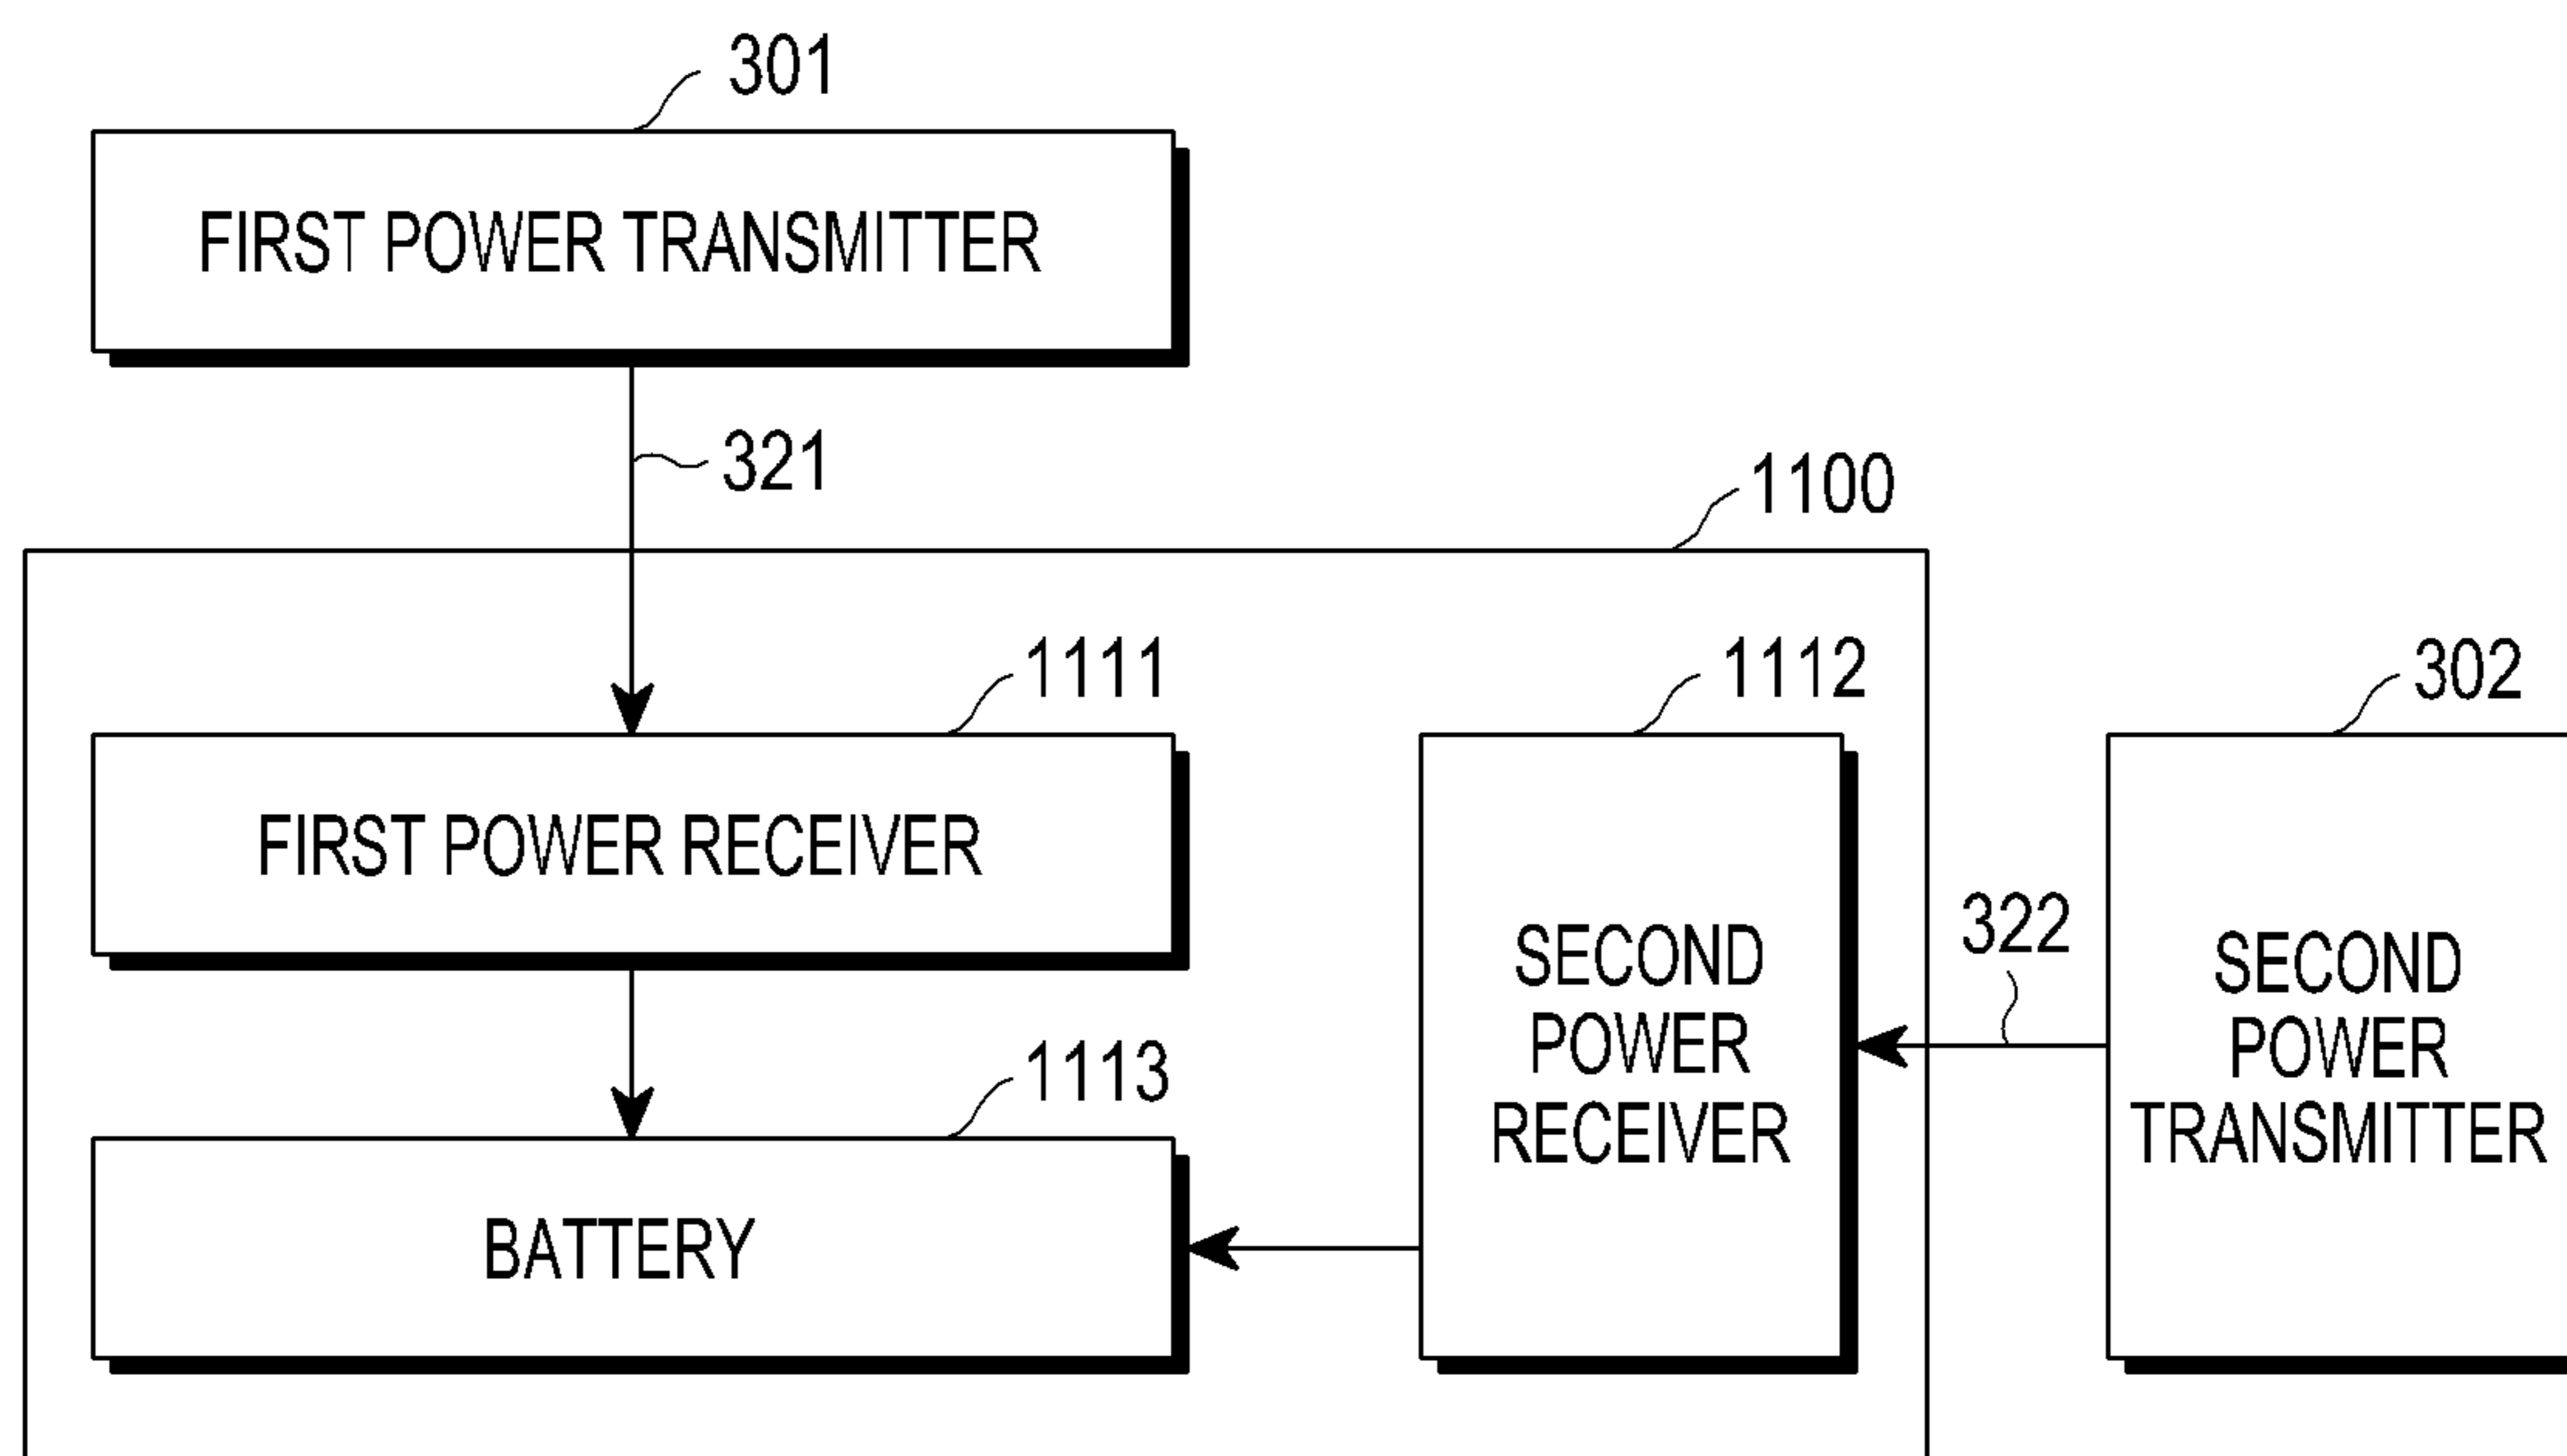 301
FIRST POWER TRANSMITTER
321
1100
1111
1112
302
FIRST POWER RECEIVER
322
SECOND
POWER
RECEIVER
SECOND
POWER
TRANSMITTER
1113
BATTERY